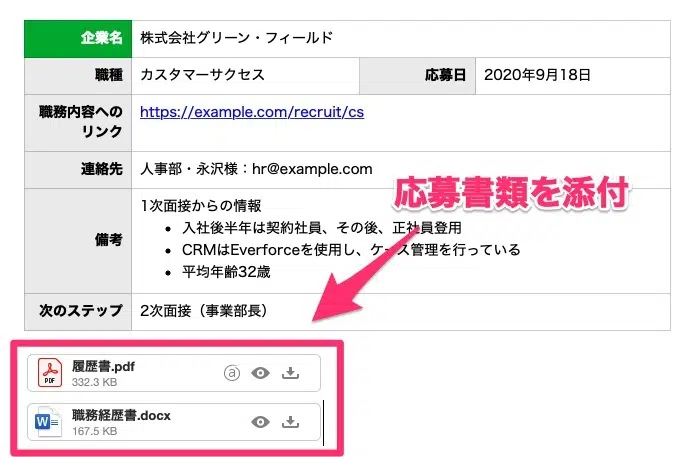 企業名 株式会社グリーン・フィールド
職種 カスタマーサクセス 応募日 2020年9月18日
職務内容への
リンク
https://example.com/recruit/cs
連絡先 人事部・永沢様：hr@example.com
応募書類を添付
備考
1次面接からの情報
• 入社後半年は契約社員、その後、正社員登用
• CRMはEverforceを使用し、ケース管理を行っている
• 平均年齢32歳
次のステップ 2次面接（事業部長）
履歴書.pdf
PDF
332.3 KB
a
職務経歴書.docx
W
167.5 KB